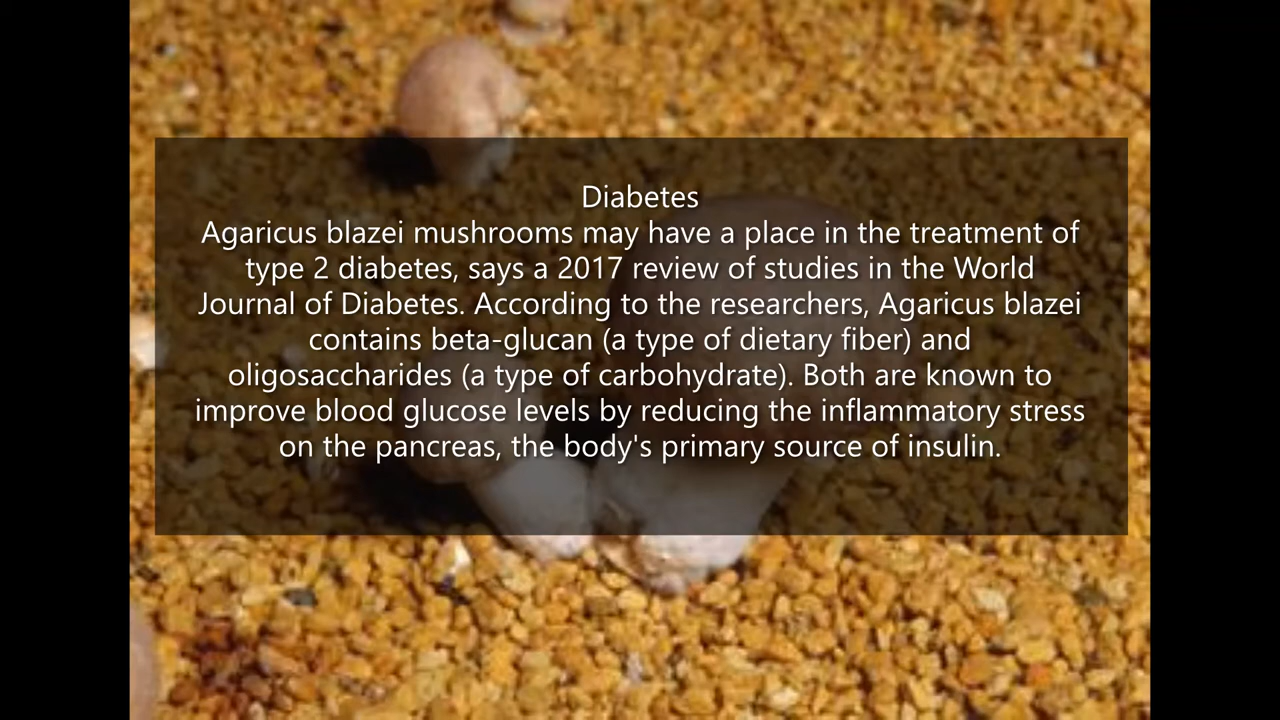 Diabetes
Agaricus blazei mushrooms may have a place in the treatment of
type 2 diabetes, says a 2017 review of studies in the World
Journal of Diabetes. According to the researchers, Agaricus blazei
contains beta-glucan (a type of dietary fiber) and
oligosaccharides (a type of carbohydrate). Both are known to
improve blood glucose levels by reducing the inflammatory stress
on the pancreas, the body's primary source of insulin.